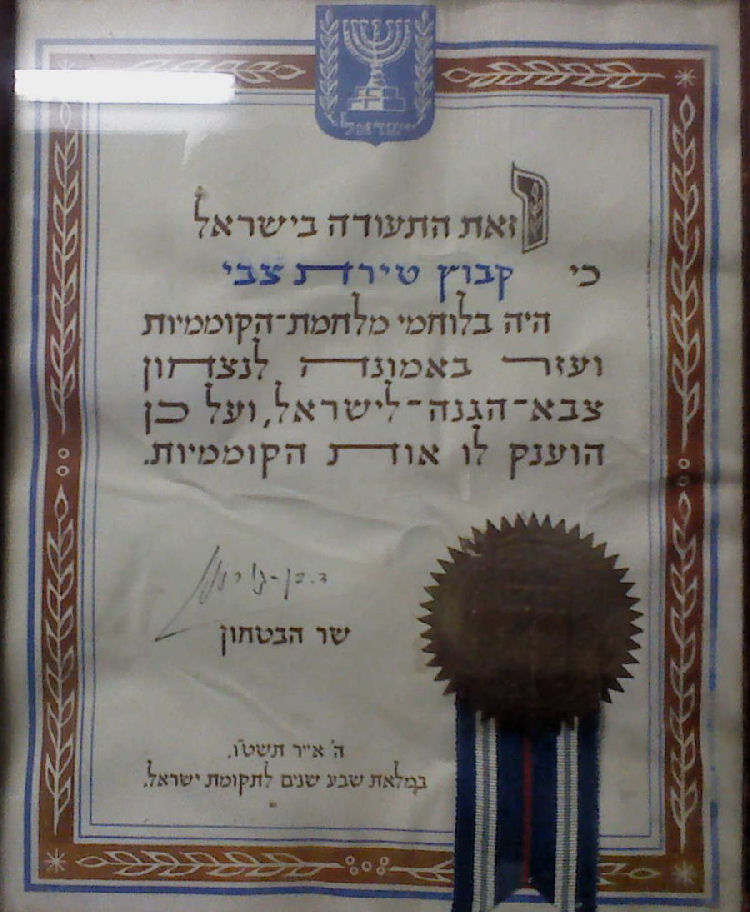 ישראל
וזאת התעודה בישראל
כי קבוץ טירת צבי
היה בלוחמי מלחמת־הקוממיות
ועזר באמונה לנצחון
צבא־הגנה־לישראל, ועל כן
הוענק לו אות הקוממיות.
ד. בן-גוריון
שר הבטחון
ה' אייר תשט"ו.
במלאת שבע שנים לתקומת ישראל.